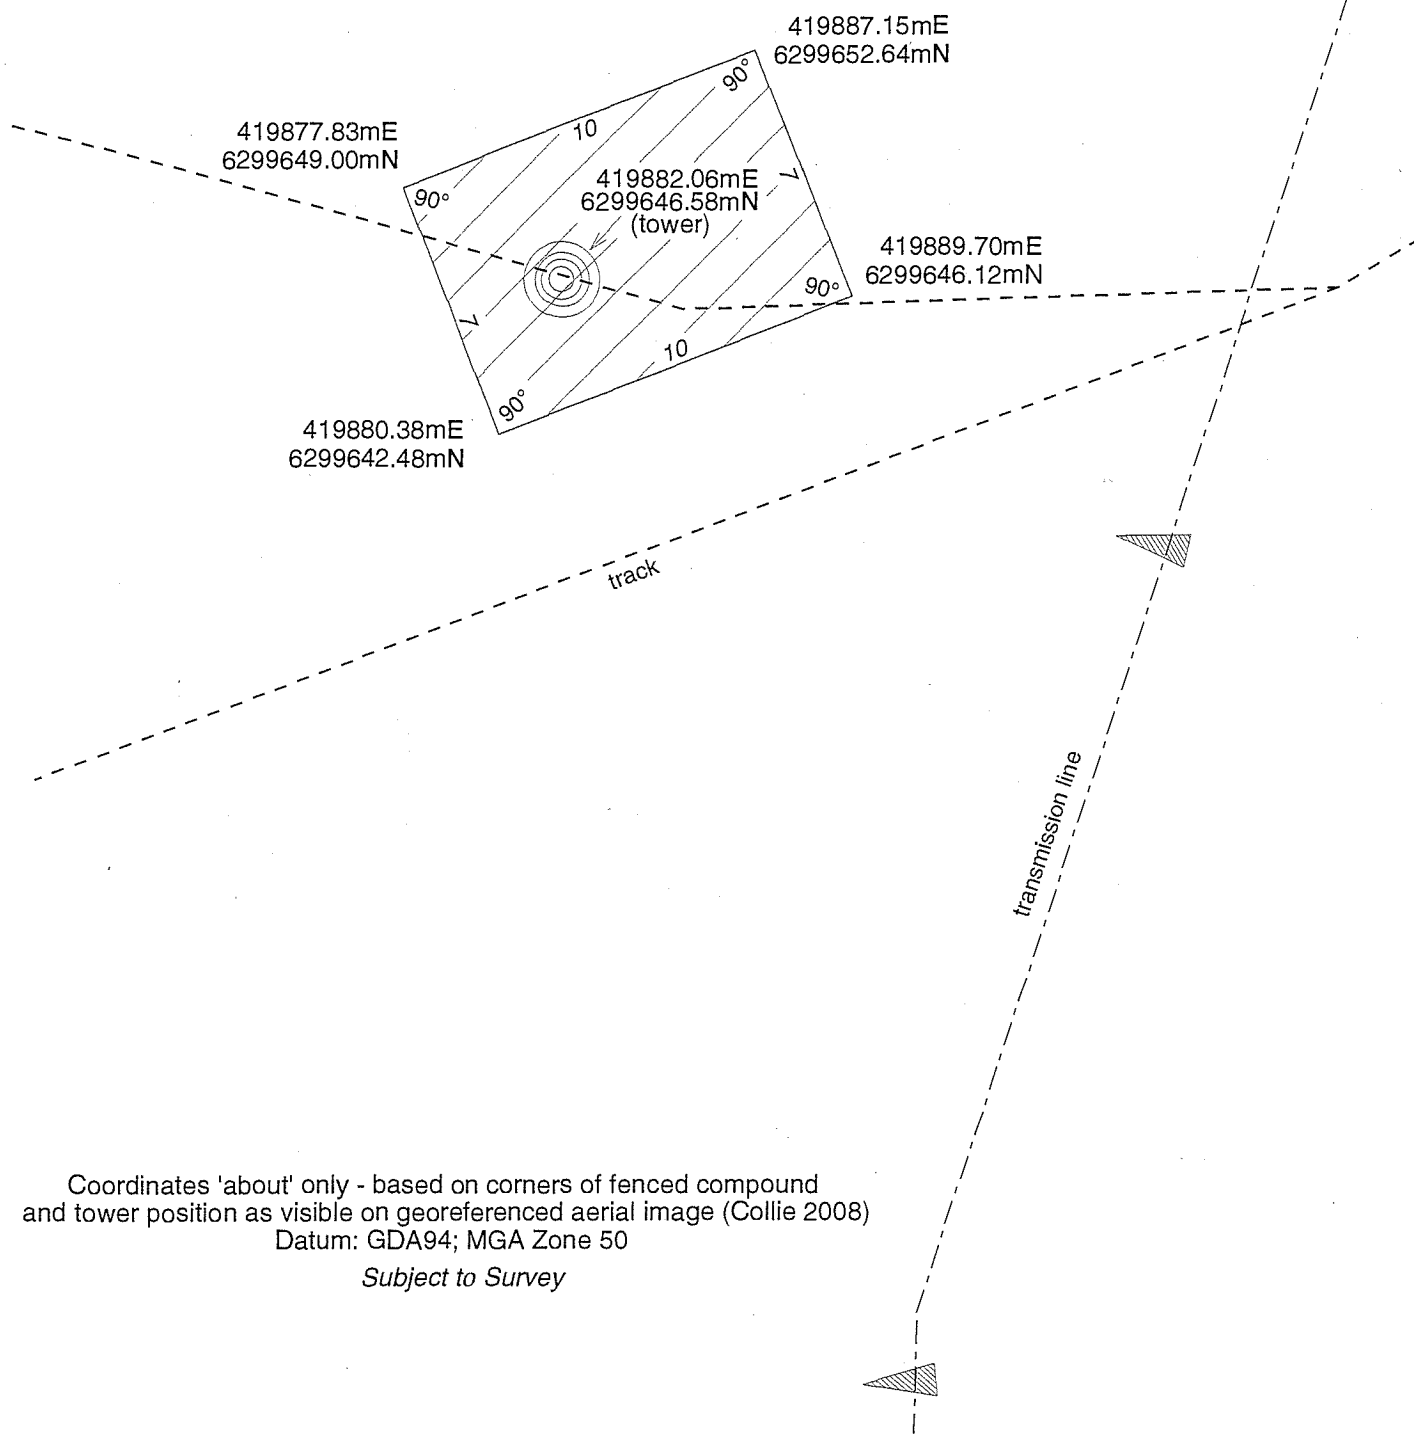 419887.15mE
6299652.64mN
90°
10
419877.83mE
6299649.00mN
90°
419882.06mE
6299646.58mN
(tower)
7
419889.70mE
6299646.12mN
90°
7
10
90°
419880.38mE
6299642.48mN
track
transmission line
Coordinates 'about' only - based on corners of fenced compound
and tower position as visible on georeferenced aerial image (Collie 2008)
Datum: GDA94; MGA Zone 50
Subject to Survey